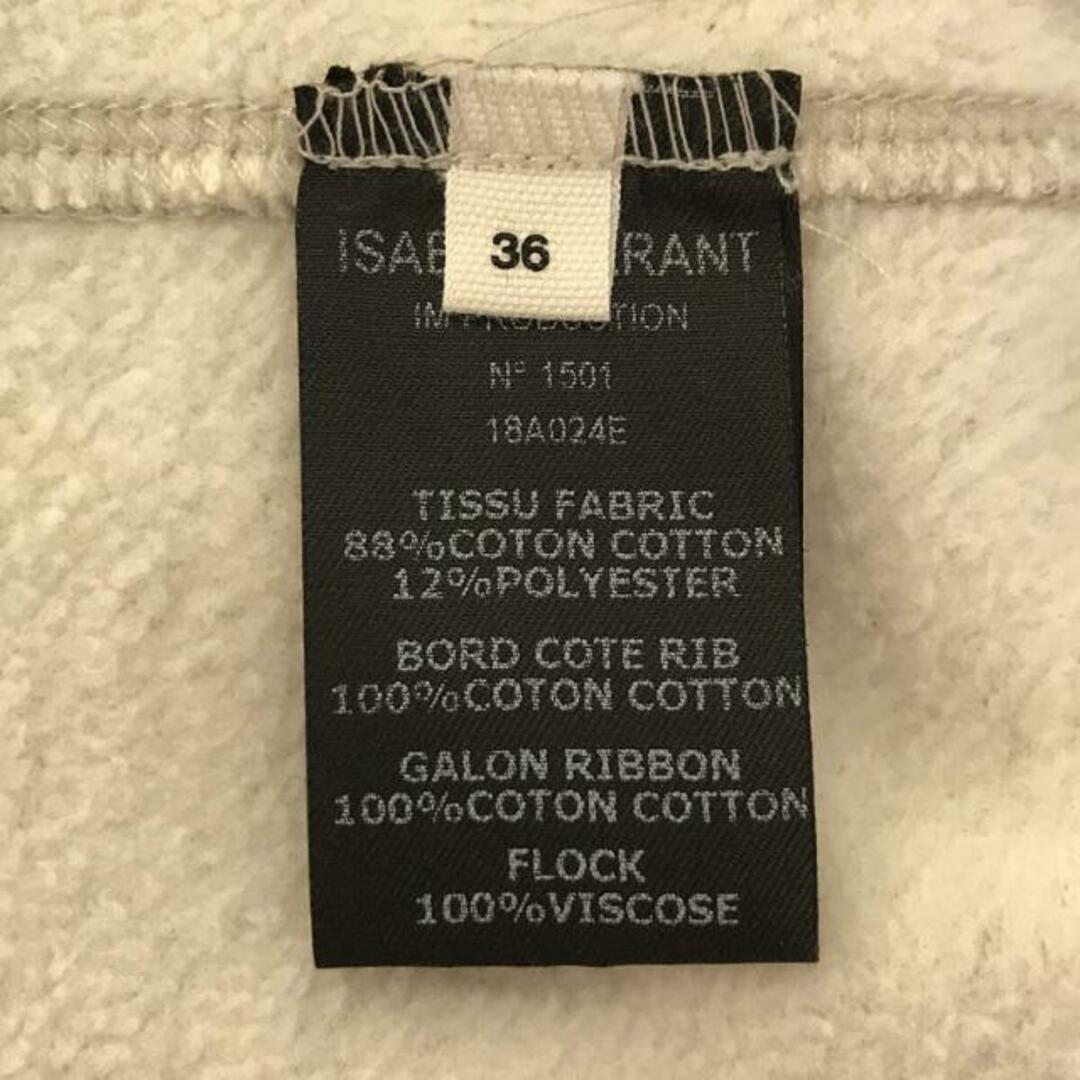 36
ISAB RANT
IM PRODUCTION
N° 1501
18A024E
TISSU FABRIC
88%COTON COTTON
12%POLYESTER
BORD COTE RIB
100%COTON COTTON
GALON RIBBON
100%COTON COTTON
FLOCK
100%VISCOSE